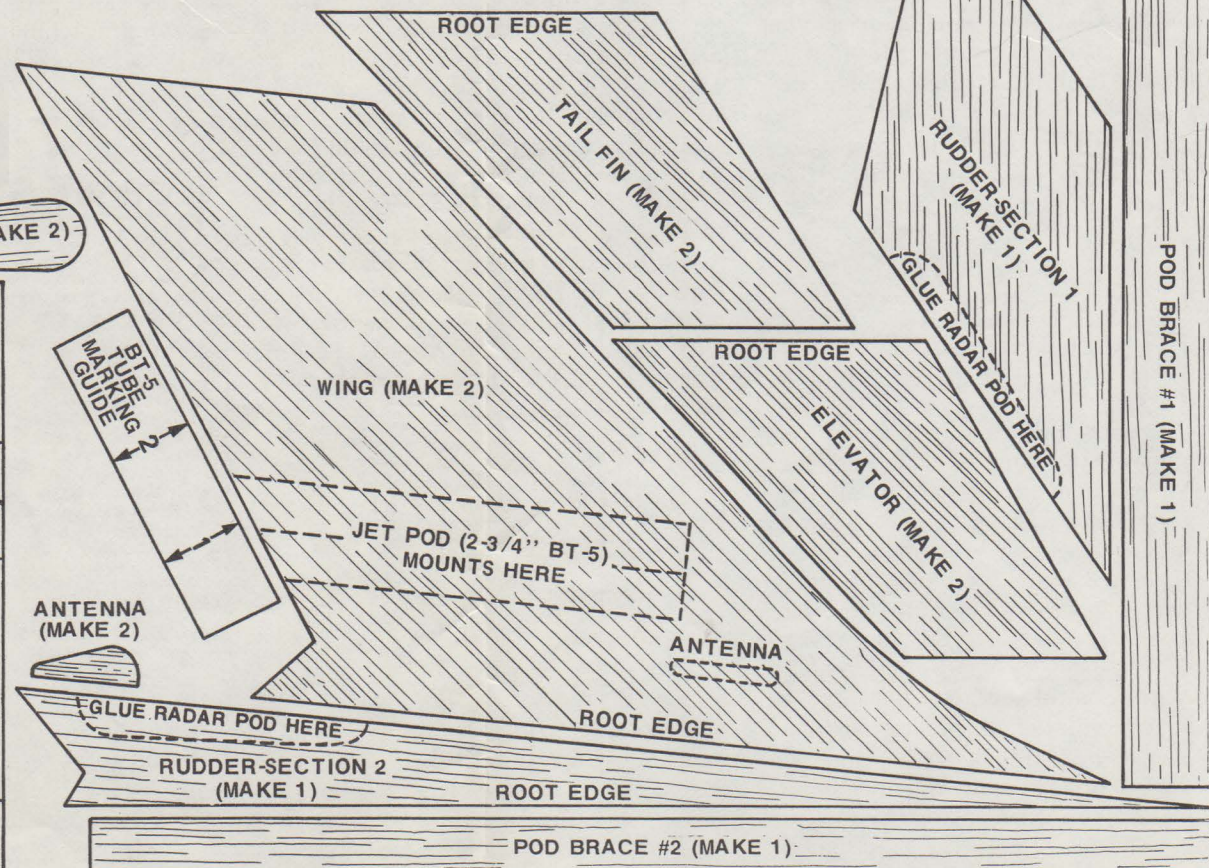 ROOT EDGE
TAIL FIN (MAKE 2)
RUDDER-SECTION 1
(MAKE 1)
GLUE RADAR POD HERE
POD BRACE #1 (MAKE 1)
MAKE 2)
BT-5
TUBE
MARKING
GUIDE
2
WING (MAKE 2)
ROOT EDGE
ELEVATOR (MAKE 2)
JET POD (2-3/4’’ BT-5)
MOUNTS HERE
ANTENNA
(MAKE 2)
ANTENNA
GLUE RADAR POD HERE
ROOT EDGE
RUDDER-SECTION 2
(MAKE 1)
ROOT EDGE
POD BRACE #2 (MAKE 1)